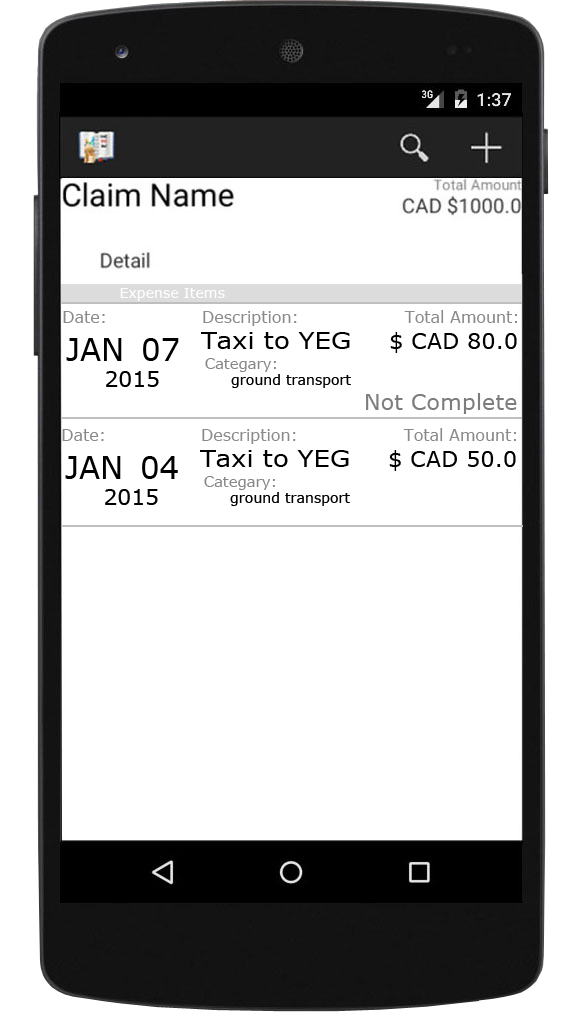 3G 1:37
Total Amount
Claim Name
CAD $1000.0
Detail
Expense Items
Date: Description: Total Amount:
JAN 07 Taxi to YEG $ CAD 80.0
Categary:
2015 ground transport
Not Complete
Date: Description: Total Amount:
JAN 04 Taxi to YEG $ CAD 50.0
Categary:
2015 ground transport